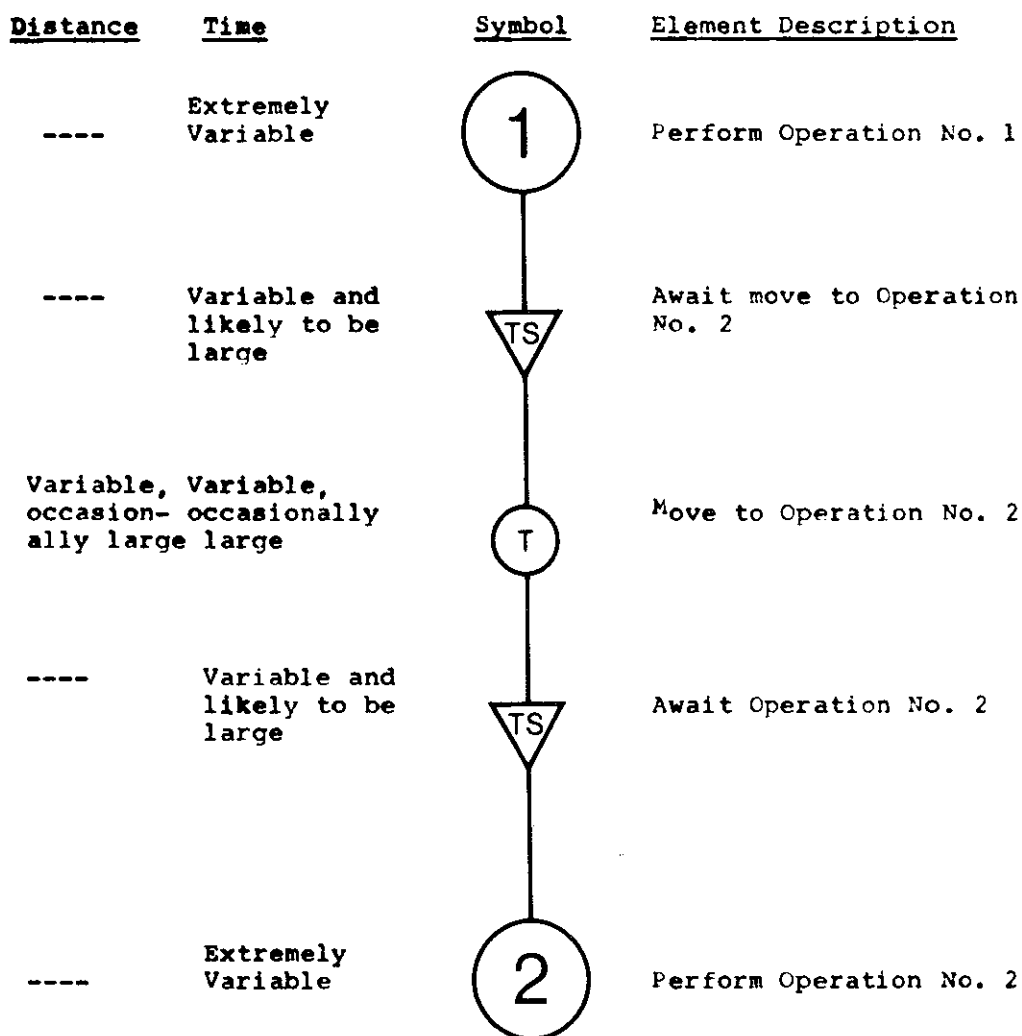 Distance Time Symbol Element Description
Extremely
---- Variable 1 Perform Operation No. 1
---- Variable and Await move to Operation
likely to be TS No. 2
large
Variable, Variable,
occasion- occasionally T Move to Operation No. 2
ally large large
---- Variable and
likely to be TS Await Operation No. 2
large
Extremely
---- Variable 2 Perform Operation No. 2